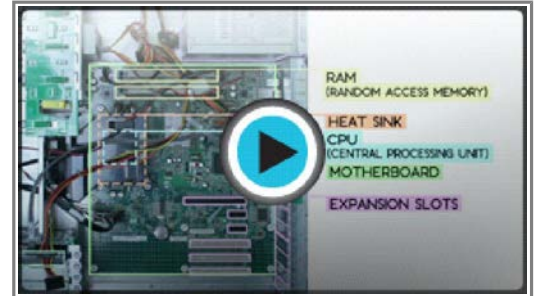 RAM
(RANDOM ACCESS MEMORY)
HEAT SINK
CPU
(CENTRAL PROCESSING UNIT)
MOTHERBOARD
EXPANSION SLOTS